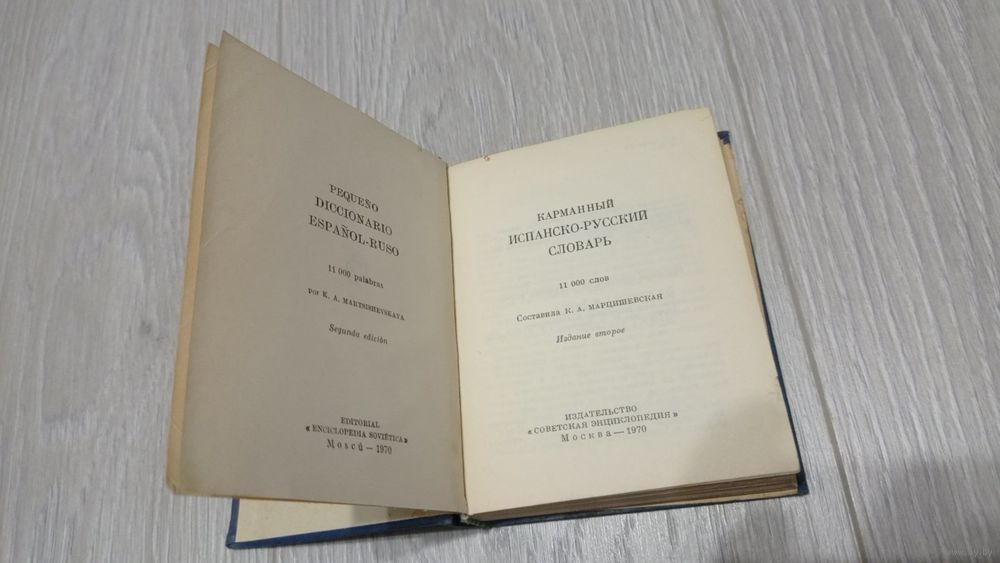 PEQUEÑO
DICCIONARIO
ESPAÑOL-RUSO
11 000 palabras
por K. A. MARTSISHEVSKAYA
Segunda edición
EDITORIAL
« ENCICLOPEDIA SOVIÉTICA »
Moscú — 1970
КАРМАННЫЙ
ИСПАНСКО-РУССКИЙ
СЛОВАРЬ
11 000 слов
Составила К. А. МАРЦИШЕВСКАЯ
Издание второе
ИЗДАТЕЛЬСТВО
« СОВЕТСКАЯ ЭНЦИКЛОПЕДИЯ »
Москва — 1970